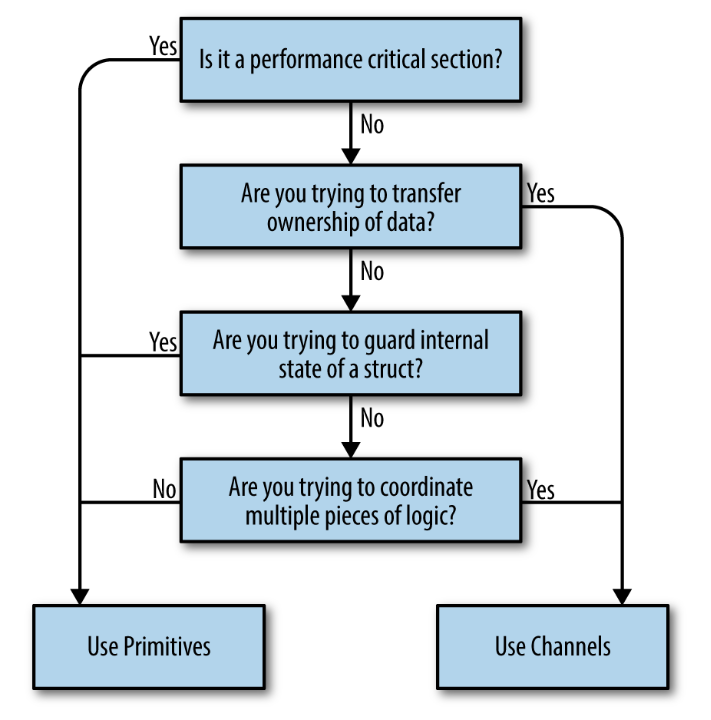 Yes
Is it a performance critical section?
No
Are you trying to transfer
ownership of data?
Yes
No
Yes
Are you trying to guard internal
state of a struct?
No
No
Are you trying to coordinate
multiple pieces of logic?
Yes
Use Primitives
Use Channels